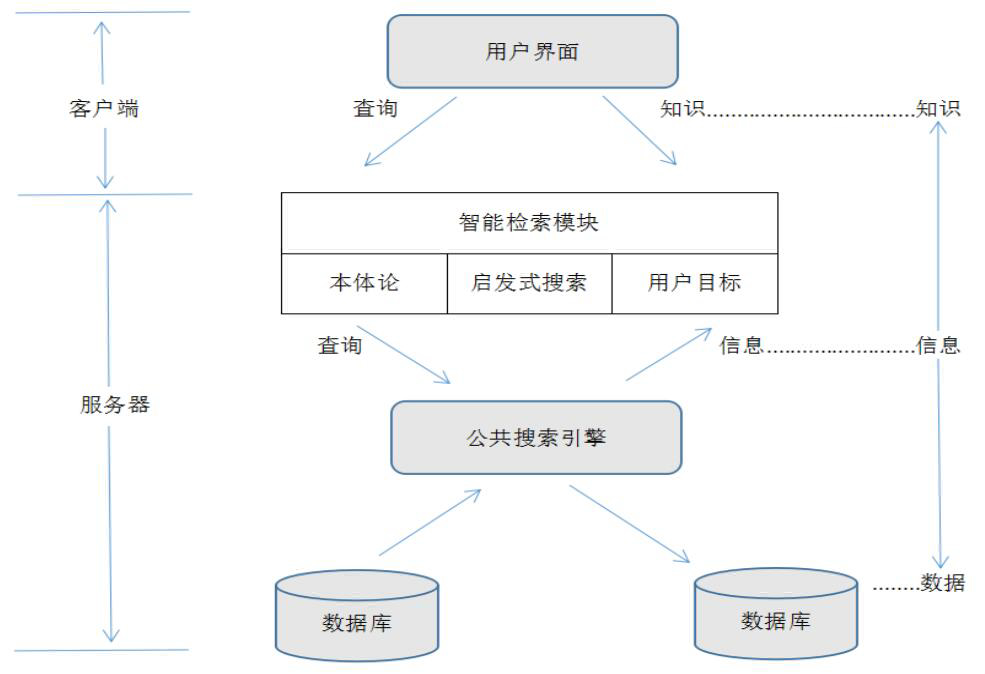 用户界面
查询
知识....................................知识
客户端
智能检索模块
本体论 启发式搜索 用户目标
查询
信息.........................信息
服务器
公共搜索引擎
........数据
数据库
数据库